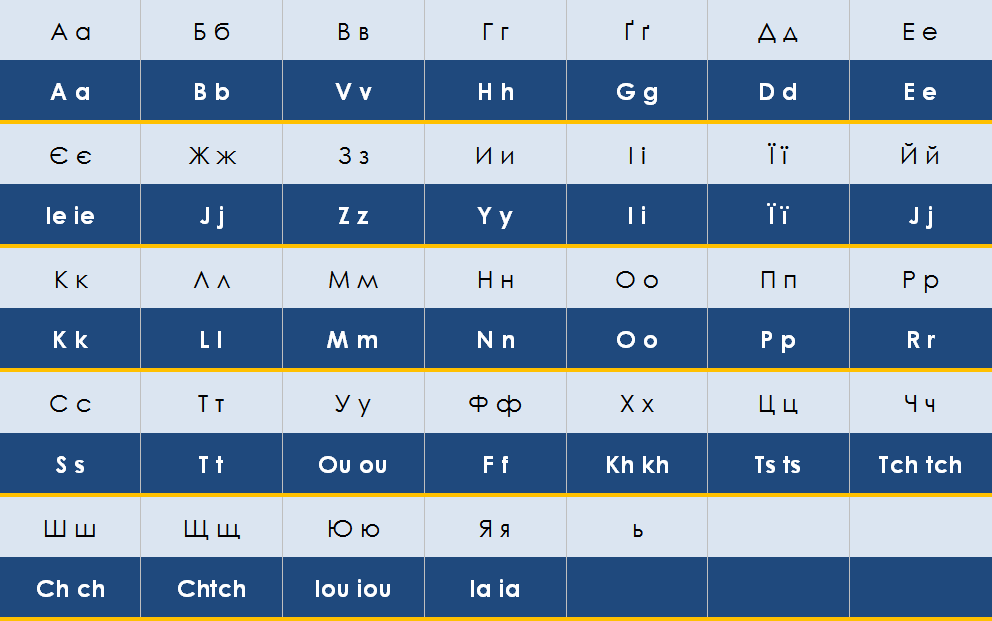 А а Б б В в Г г Ґ ґ Д д Е е
A a B b V v H h G g D d E e
Є є Ж ж З з И и І і Ї ї Й й
Ie ie J j Z z Y y I i Ï ï J j
К к Л л М м Н н О о П п Р р
K k L l M m N n O o P p R r
С с Т т У у Ф ф Х х Ц ц Ч ч
S s T t Ou ou F f Kh kh Ts ts Tch tch
Ш ш Щ щ Ю ю Я я ь
Ch ch Chtch Iou iou Ia ia